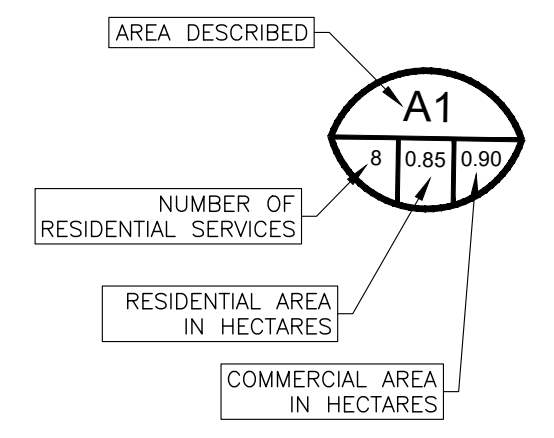 AREA DESCRIBED
A1
8 0.85 0.90
NUMBER OF
RESIDENTIAL SERVICES
RESIDENTIAL AREA
IN HECTARES
COMMERCIAL AREA
IN HECTARES